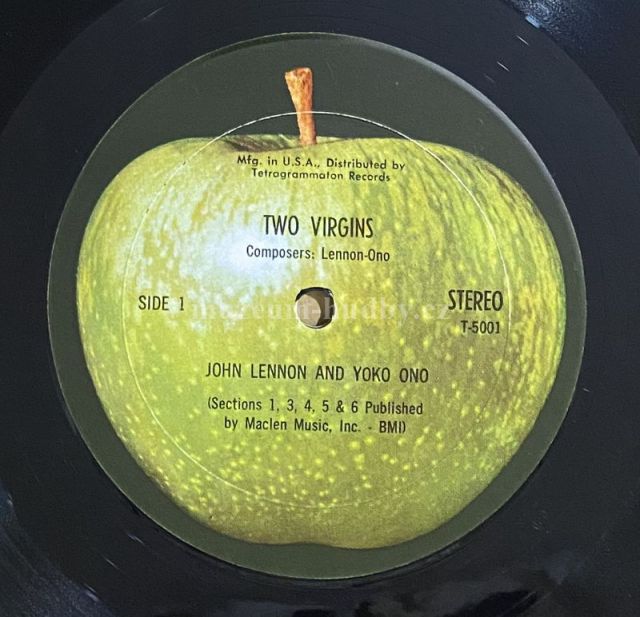 Mfg. in U.S.A., Distributed by
Tetragrammaton Records
TWO VIRGINS
Composers: Lennon-Ono
SIDE 1
STEREO
T-5001
JOHN LENNON AND YOKO ONO
(Sections 1, 3, 4, 5 & 6 Published
by Maclen Music, Inc. - BMI)